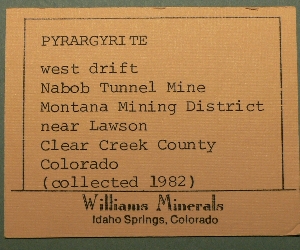 PYRARGYRITE
west drift
Nabob Tunnel Mine
Montana Mining District
near Lawson
Clear Creek County
Colorado
(collected 1982)
Williams Minerals
Idaho Springs, Colorado